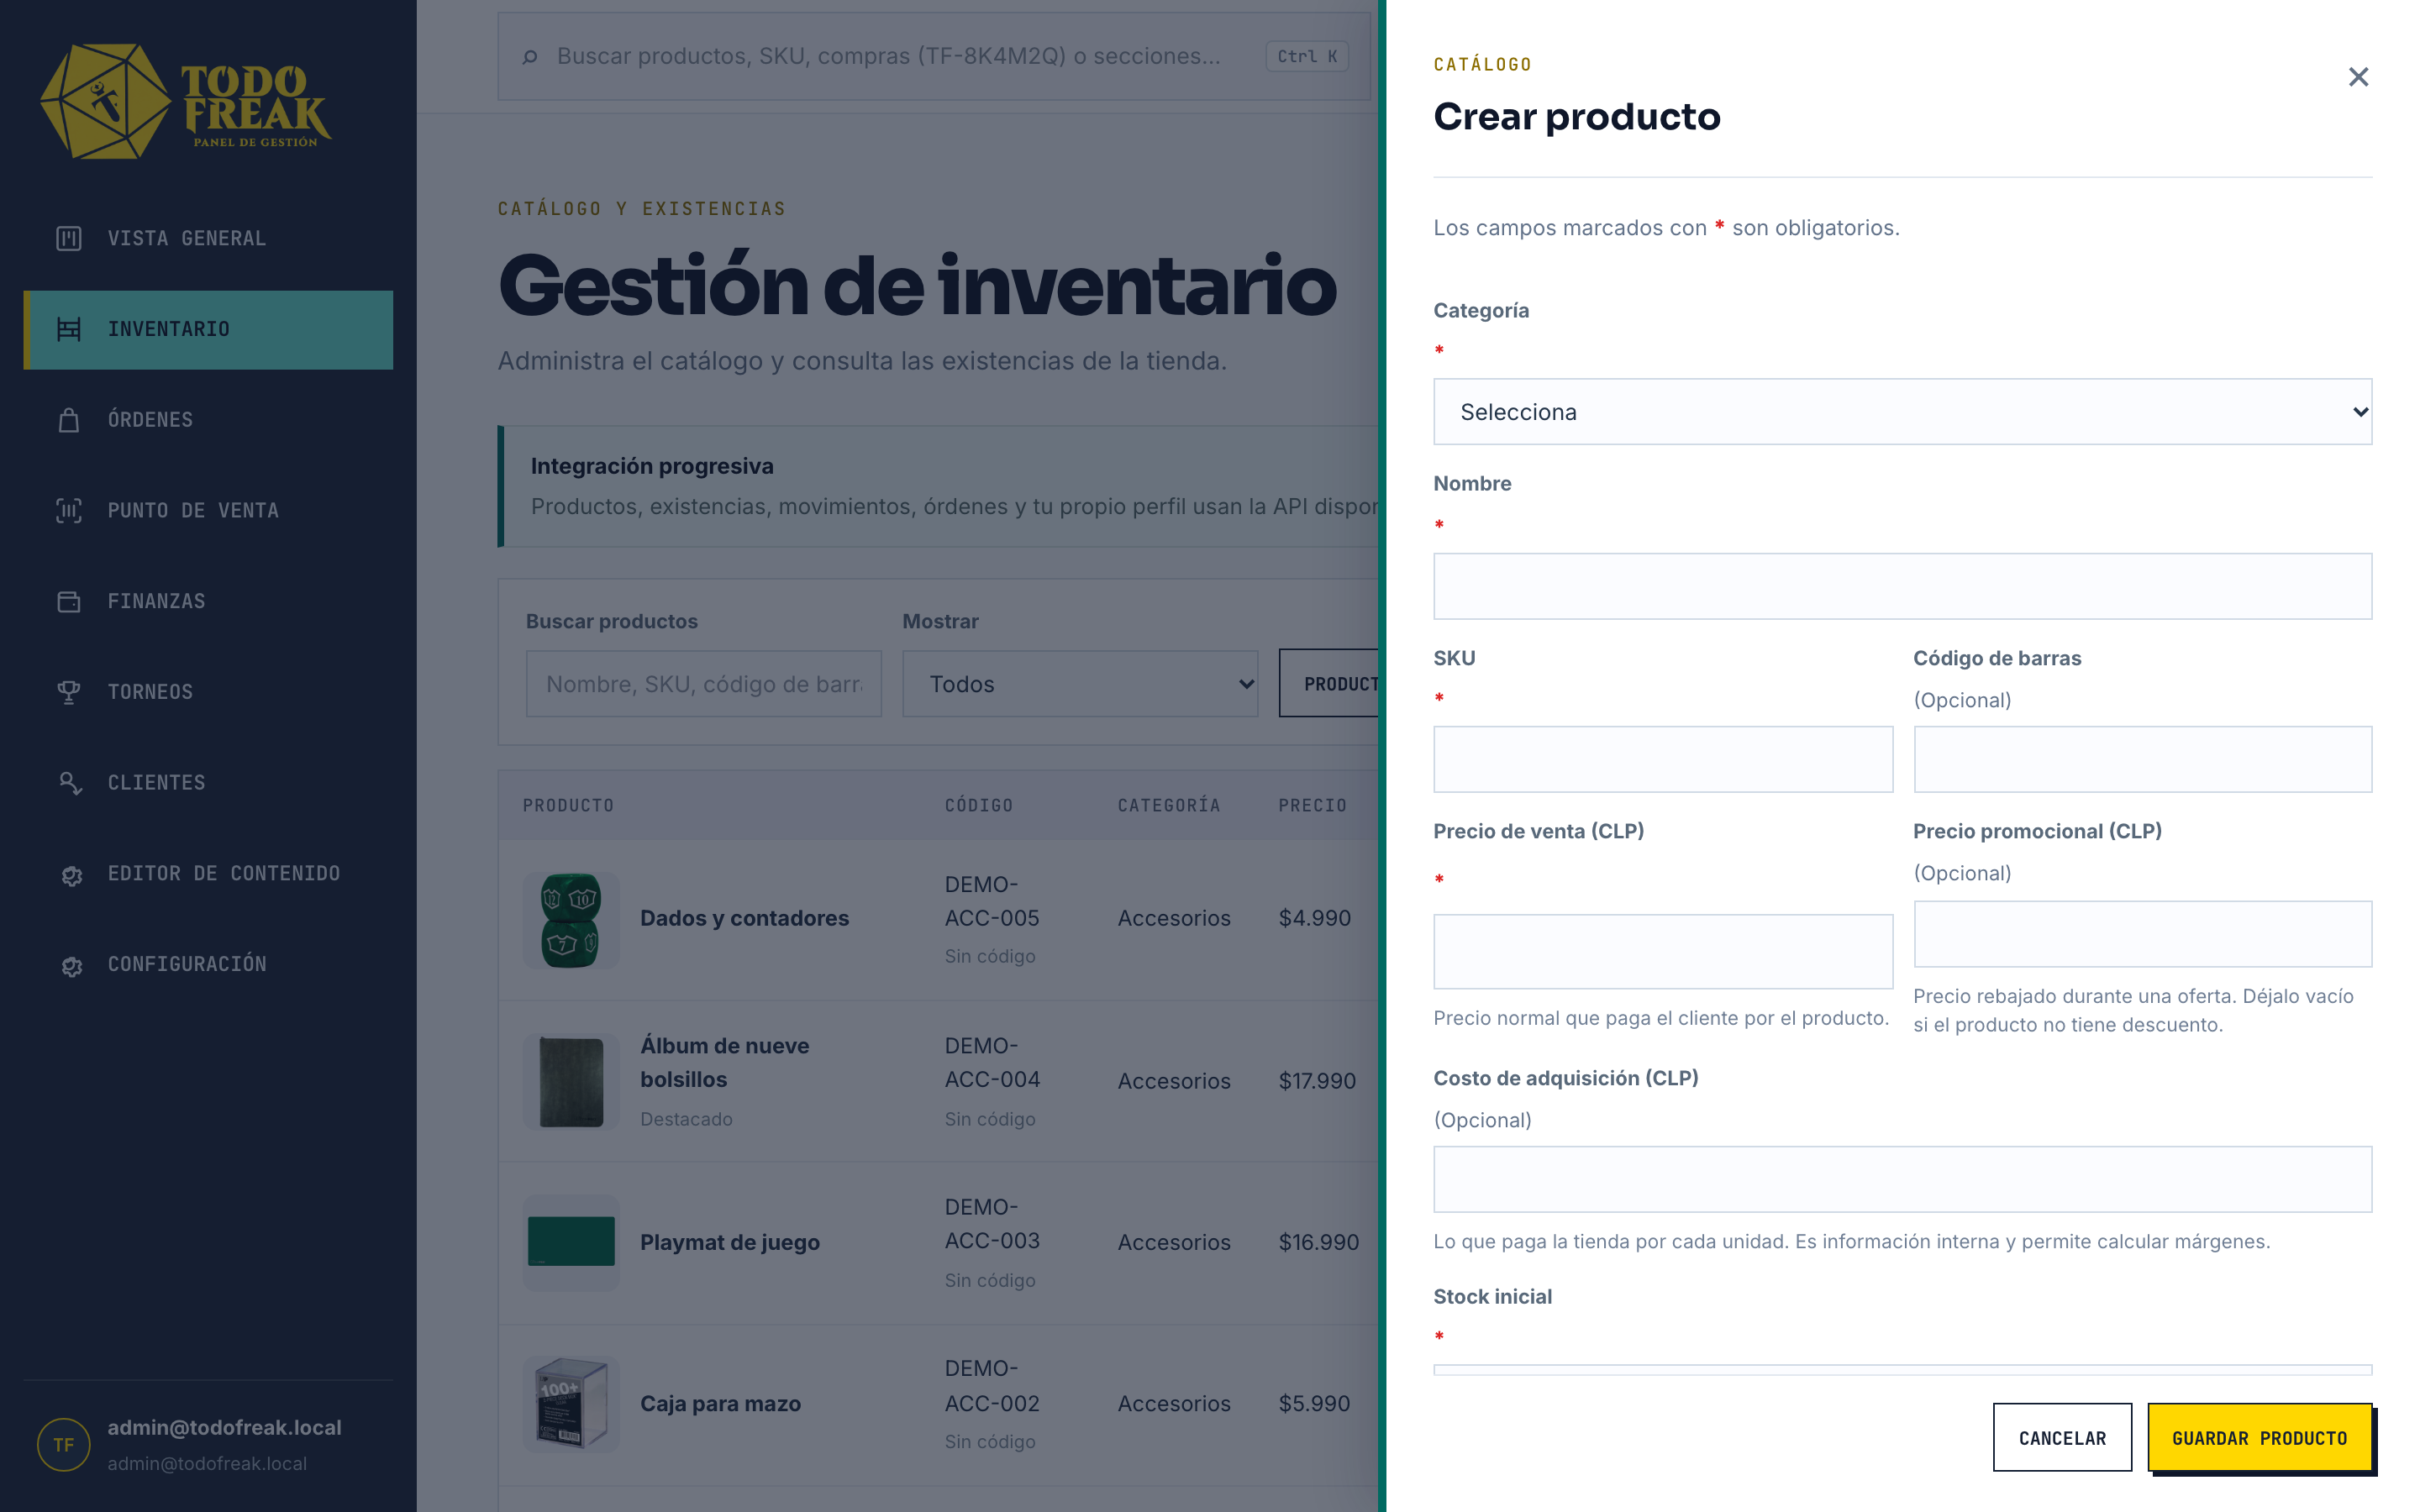 TODO
FREAK
PANEL DE GESTIÓN
VISTA GENERAL
INVENTARIO
ÓRDENES
PUNTO DE VENTA
FINANZAS
TORNEOS
CLIENTES
EDITOR DE CONTENIDO
CONFIGURACIÓN
TF
admin@todofreak.local
admin@todofreak.local
Buscar productos, SKU, compras (TF-8K4M2Q) o secciones...
Ctrl K
CATÁLOGO Y EXISTENCIAS
Gestión de inventario
Administra el catálogo y consulta las existencias de la tienda.
Integración progresiva
Productos, existencias, movimientos, órdenes y tu propio perfil usan la API dispon
Buscar productos
Mostrar
Nombre, SKU, código de barr
Todos
PRODUCT
PRODUCTO
CÓDIGO
CATEGORÍA
PRECIO
Dados y contadores
DEMO-
ACC-005
Sin código
Accesorios
$4.990
Álbum de nueve
bolsillos
Destacado
DEMO-
ACC-004
Sin código
Accesorios
$17.990
Playmat de juego
DEMO-
ACC-003
Sin código
Accesorios
$16.990
100+
Caja para mazo
DEMO-
ACC-002
Sin código
Accesorios
$5.990
CATÁLOGO
Crear producto
×
Los campos marcados con * son obligatorios.
Categoría
*
Selecciona
Nombre
*
SKU
*
Código de barras
(Opcional)
Precio de venta (CLP)
*
Precio normal que paga el cliente por el producto.
Precio promocional (CLP)
(Opcional)
Precio rebajado durante una oferta. Déjalo vacío
si el producto no tiene descuento.
Costo de adquisición (CLP)
(Opcional)
Lo que paga la tienda por cada unidad. Es información interna y permite calcular márgenes.
Stock inicial
*
CANCELAR
GUARDAR PRODUCTO